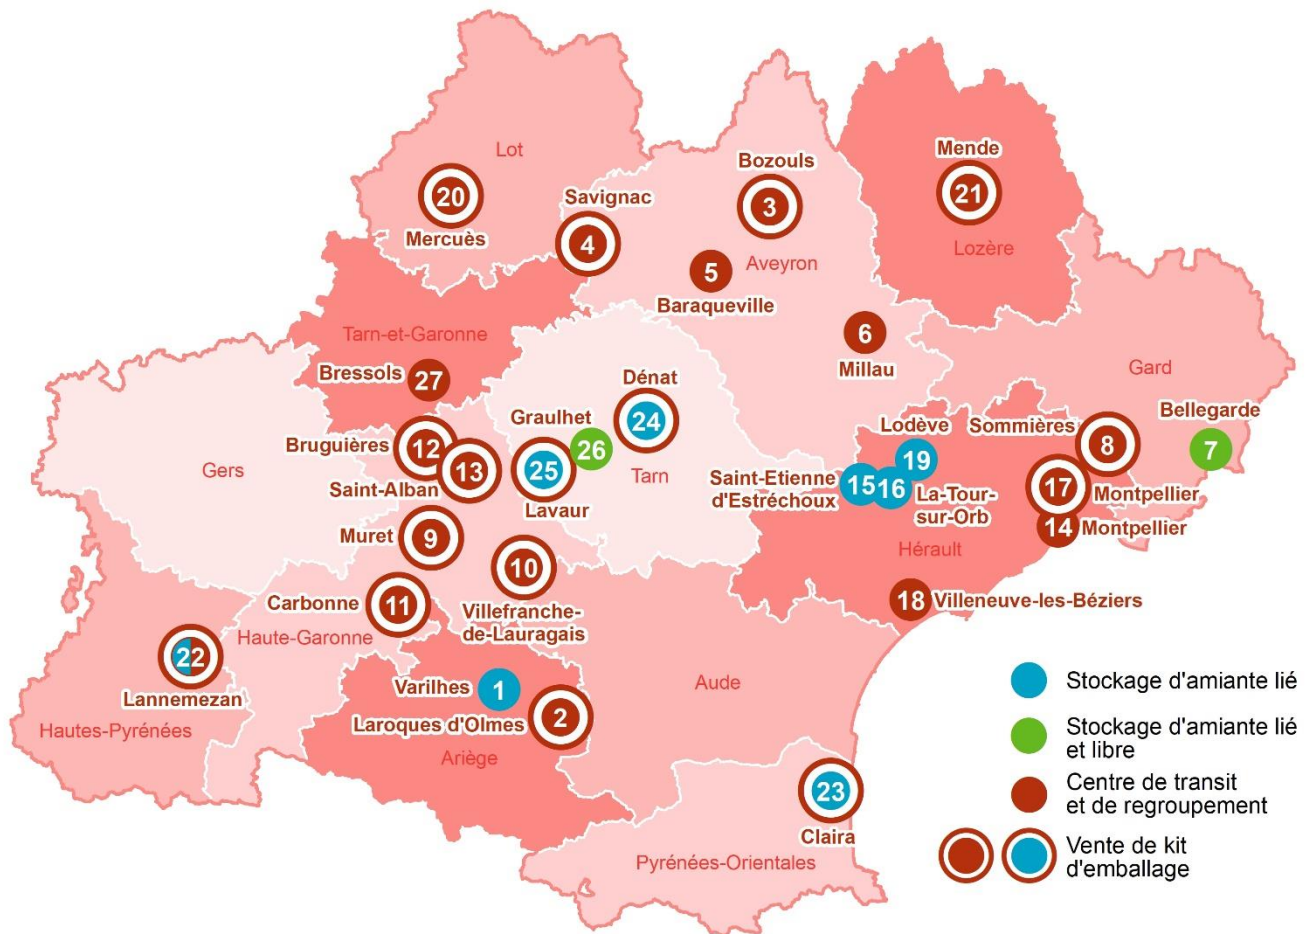 Lot
20
Mercuès
Savignac
4
Bozouls
3
5
Baraqueville
Aveyron
6
Millau
Mende
21
Lozère
Tarn-et-Garonne
Bressols
27
Gard
Bellegarde
7
Sommières
8
Dénat
24
Graulhet
26
25
Lavaur
Tarn
Bruguières
12
13
Saint-Alban
Gers
Lodève
19
Saint-Etienne
d'Estréchoux
15
16
La-Tour-
sur-Orb
17
Montpellier
14
Montpellier
Hérault
18
Villeneuve-les-Béziers
Muret
9
10
Villefranche-
de-Lauragais
Carbonne
11
Haute-Garonne
22
Lannemezan
Hautes-Pyrénées
Varilhes
1
Laroques d'Olmes
2
Ariège
Aude
23
Claira
Pyrénées-Orientales
Stockage d'amiante lié
Stockage d'amiante lié
et libre
Centre de transit
et de regroupement
Vente de kit
d'emballage